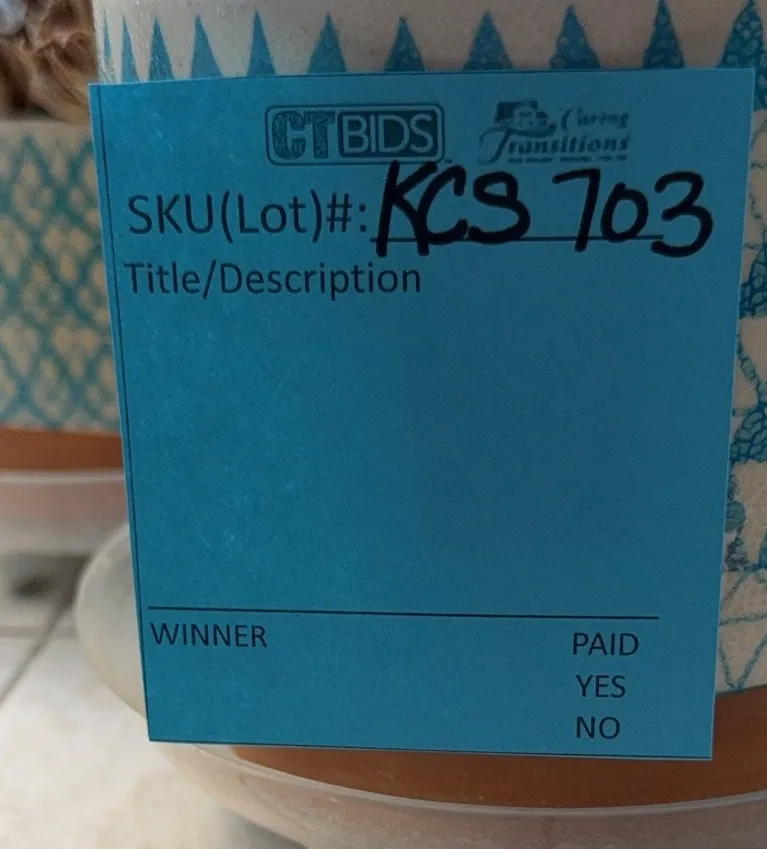 CTBIDS Caring Transitions
SKU(Lot)#: KCS 703
Title/Description
WINNER PAID
YES
NO